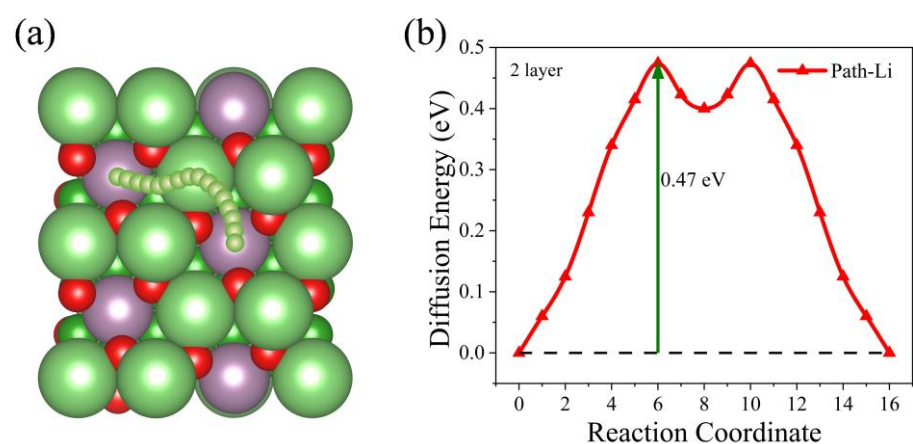 (a)
(b)
0.5
0.4
0.3
0.2
0.1
0.0
Diffusion Energy (eV)
2 layer
Path-Li
0.47 eV
0 2 4 6 8 10 12 14 16
Reaction Coordinate